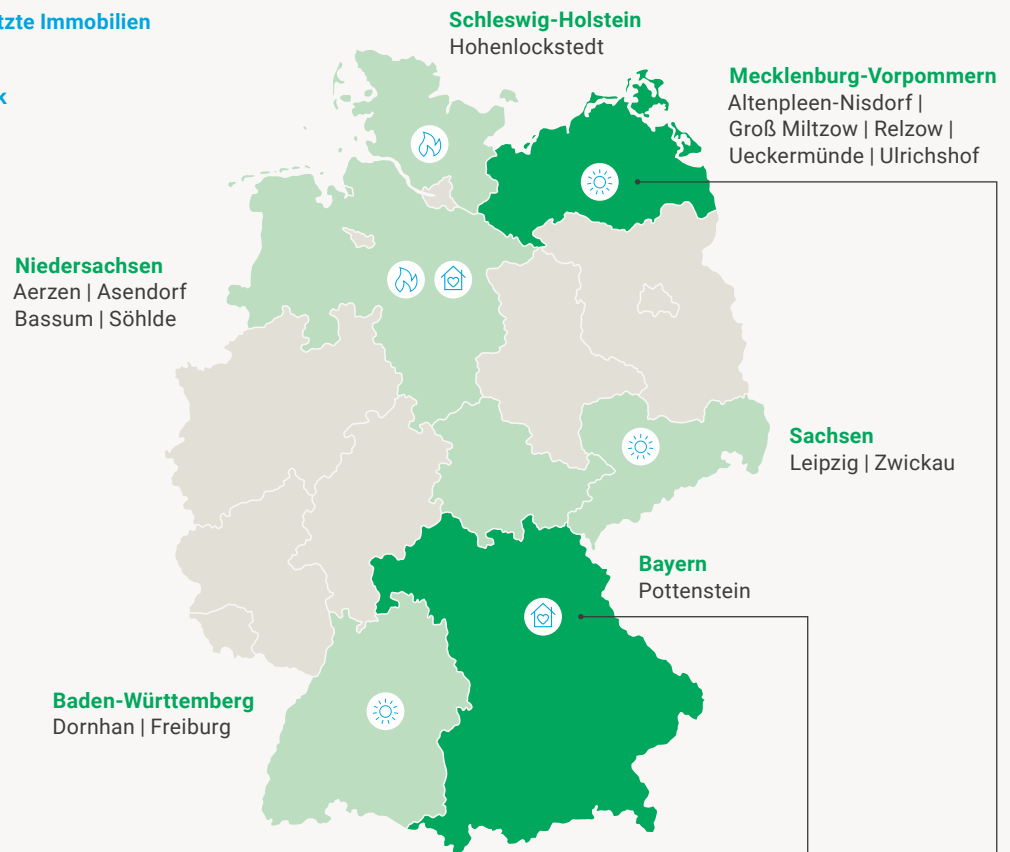 tzte Immobilien
k
Schleswig-Holstein
Hohenlockstedt
Mecklenburg-Vorpommern
Altenpleen-Nisdorf |
Groß Miltzow | Relzow |
Ueckermünde | Ulrichshof
Niedersachsen
Aerzen | Asendorf
Bassum | Söhlde
Sachsen
Leipzig | Zwickau
Bayern
Pottenstein
Baden-Württemberg
Dornhan | Freiburg